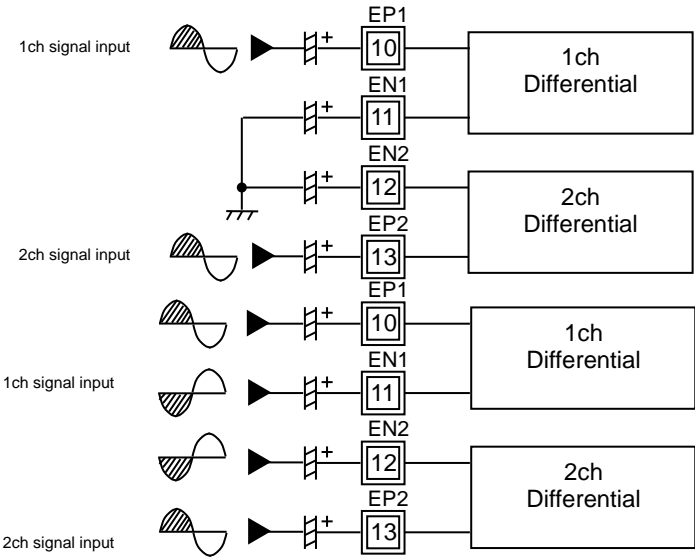 EP1
1ch signal input
+
10
1ch
Differential
EN1
+
11
EN2
+
12
2ch
Differential
EP2
2ch signal input
+
13
EP1
+
10
1ch
Differential
EN1
1ch signal input
+
11
EN2
+
12
2ch
Differential
EP2
2ch signal input
+
13